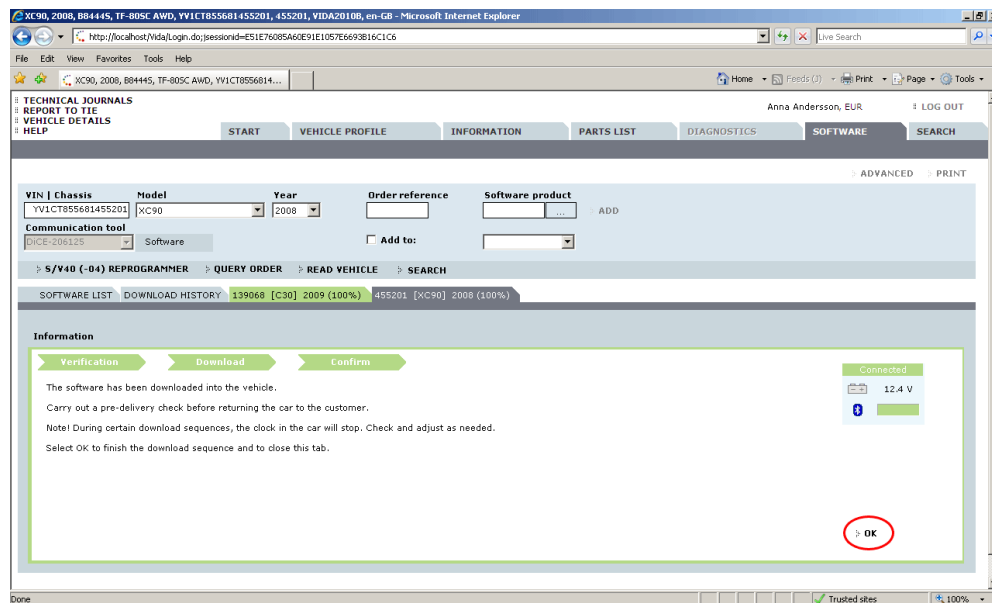 XC90, 2008, B8444S, TF-80SC AWD, YV1CT855681455201, 455201, VIDA2010B, en-GB - Microsoft Internet Explorer
http://localhost/Vida/Login.do;jsessionid=E51E76085A60E91E1057E6693B16C1C6
Live Search
File Edit View Favorites Tools Help
XC90, 2008, B8444S, TF-80SC AWD, YV1CT8556814...
Home Feeds (J) Print Page Tools
TECHNICAL JOURNALS
REPORT TO TIE
VEHICLE DETAILS
HELP
Anna Andersson, EUR
LOG OUT
START VEHICLE PROFILE INFORMATION PARTS LIST DIAGNOSTICS SOFTWARE SEARCH
ADVANCED PRINT
VIN | Chassis Model Year Order reference Software product
YV1CT855681455201 XC90 2008 ... ADD
Communication tool
DiCE-206125 Software Add to:
S/V40 (-04) REPROGRAMMER QUERY ORDER READ VEHICLE SEARCH
SOFTWARE LIST DOWNLOAD HISTORY 139068 [C30] 2009 (100%) 455201 [XC90] 2008 (100%)
Information
Verification Download Confirm
Connected
12.4 V
The software has been downloaded into the vehicle.
Carry out a pre-delivery check before returning the car to the customer.
Note! During certain download sequences, the clock in the car will stop. Check and adjust as needed.
Select OK to finish the download sequence and to close this tab.
OK
Done
Trusted sites
100%